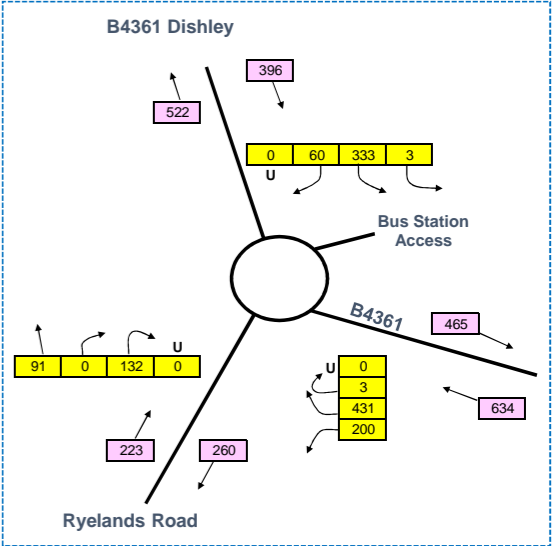 B4361 Dishley
396
522
0 60 333 3
U
Bus Station
Access
B4361
465
U
91 0 132 0
U 0
3
431
200
634
223
260
Ryelands Road